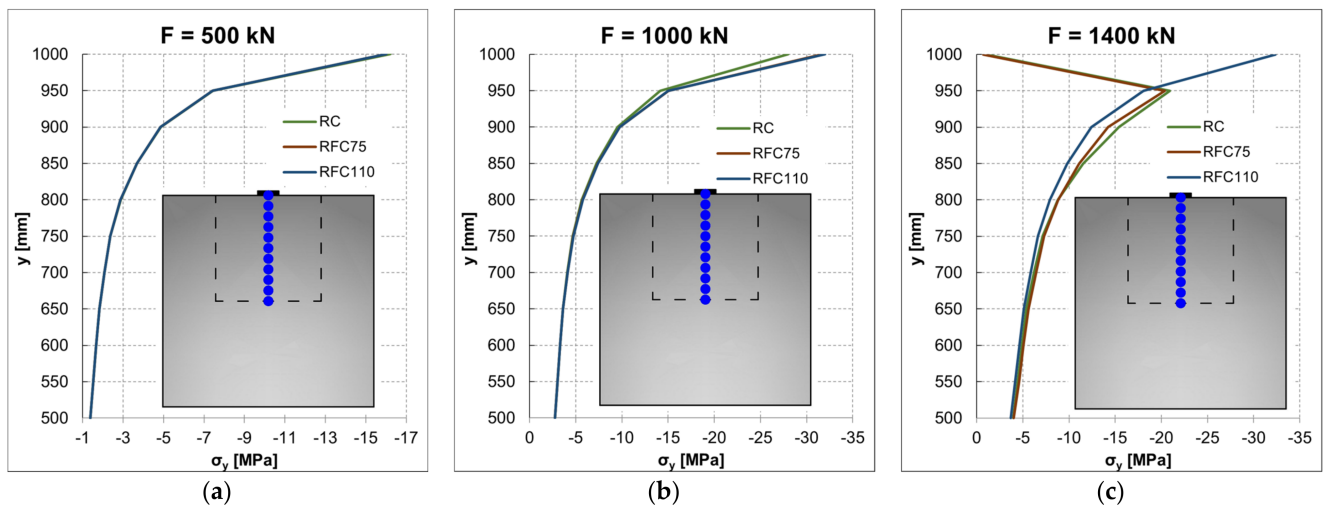 F = 500 kN
1000
950
900
850
800
750
700
650
600
550
500
y [mm]
RC
RFC75
RFC110
-1 -3 -5 -7 -9 -11 -13 -15 -17
σy [MPa]
(a)
F = 1000 kN
1000
950
900
850
800
750
700
650
600
550
500
y [mm]
RC
RFC75
RFC110
0 -5 -10 -15 -20 -25 -30 -35
σy [MPa]
(b)
F = 1400 kN
1000
950
900
850
800
750
700
650
600
550
500
y [mm]
RC
RFC75
RFC110
0 -5 -10 -15 -20 -25 -30 -35
σy [MPa]
(c)